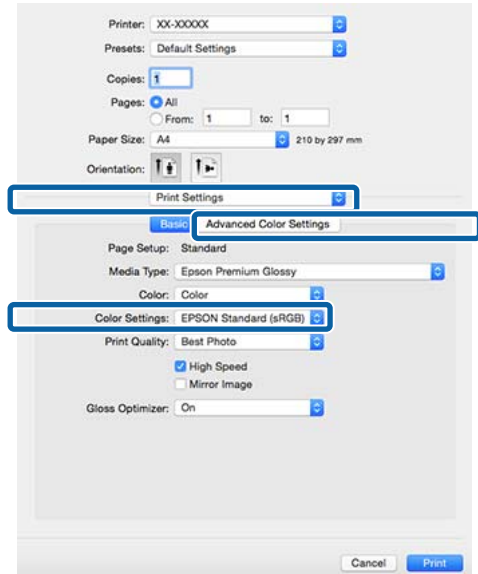 Printer: XX-XXXXX
Presets: Default Settings
Copies: 1
Pages: All
From: 1 to: 1
Paper Size: A4 210 by 297 mm
Orientation:
Print Settings
Basic Advanced Color Settings
Page Setup: Standard
Media Type: Epson Premium Glossy
Color: Color
Color Settings: EPSON Standard (sRGB)
Print Quality: Best Photo
High Speed
Mirror Image
Gloss Optimizer: On
Cancel Print